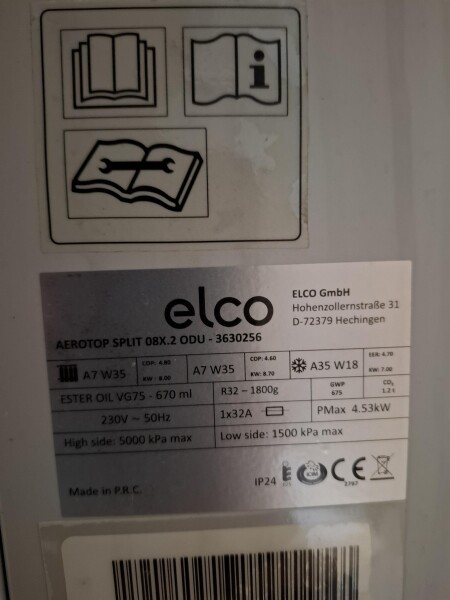 i
elco
ELCO GmbH
Hohenzollernstraße 31
D-72379 Hechingen
AEROTOP SPLIT 08X.2 ODU - 3630256
A7 W35 COP: 4.80 KW: 8.00 A7 W35 COP: 4.60 KW: 8.70 A35 W18 EER: 4.70 KW: 7.00
ESTER OIL VG75 - 670 ml R32 – 1800g GWP 675 CO₂ 1.2 t
230V ~ 50Hz 1x32A PMax 4.53kW
High side: 5000 kPa max Low side: 1500 kPa max
IP24 CE
Made in P.R.C.